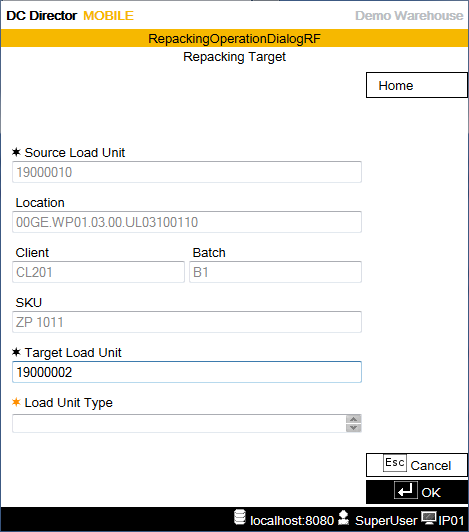 DC Director MOBILE Demo Warehouse
RepackingOperationDialogRF
Repacking Target
Home
Source Load Unit
19000010
Location
00GE.WP01.03.00.UL03100110
Client Batch
CL201 B1
SKU
ZP 1011
Target Load Unit
19000002
Load Unit Type
Esc Cancel
OK
localhost:8080 SuperUser IP01